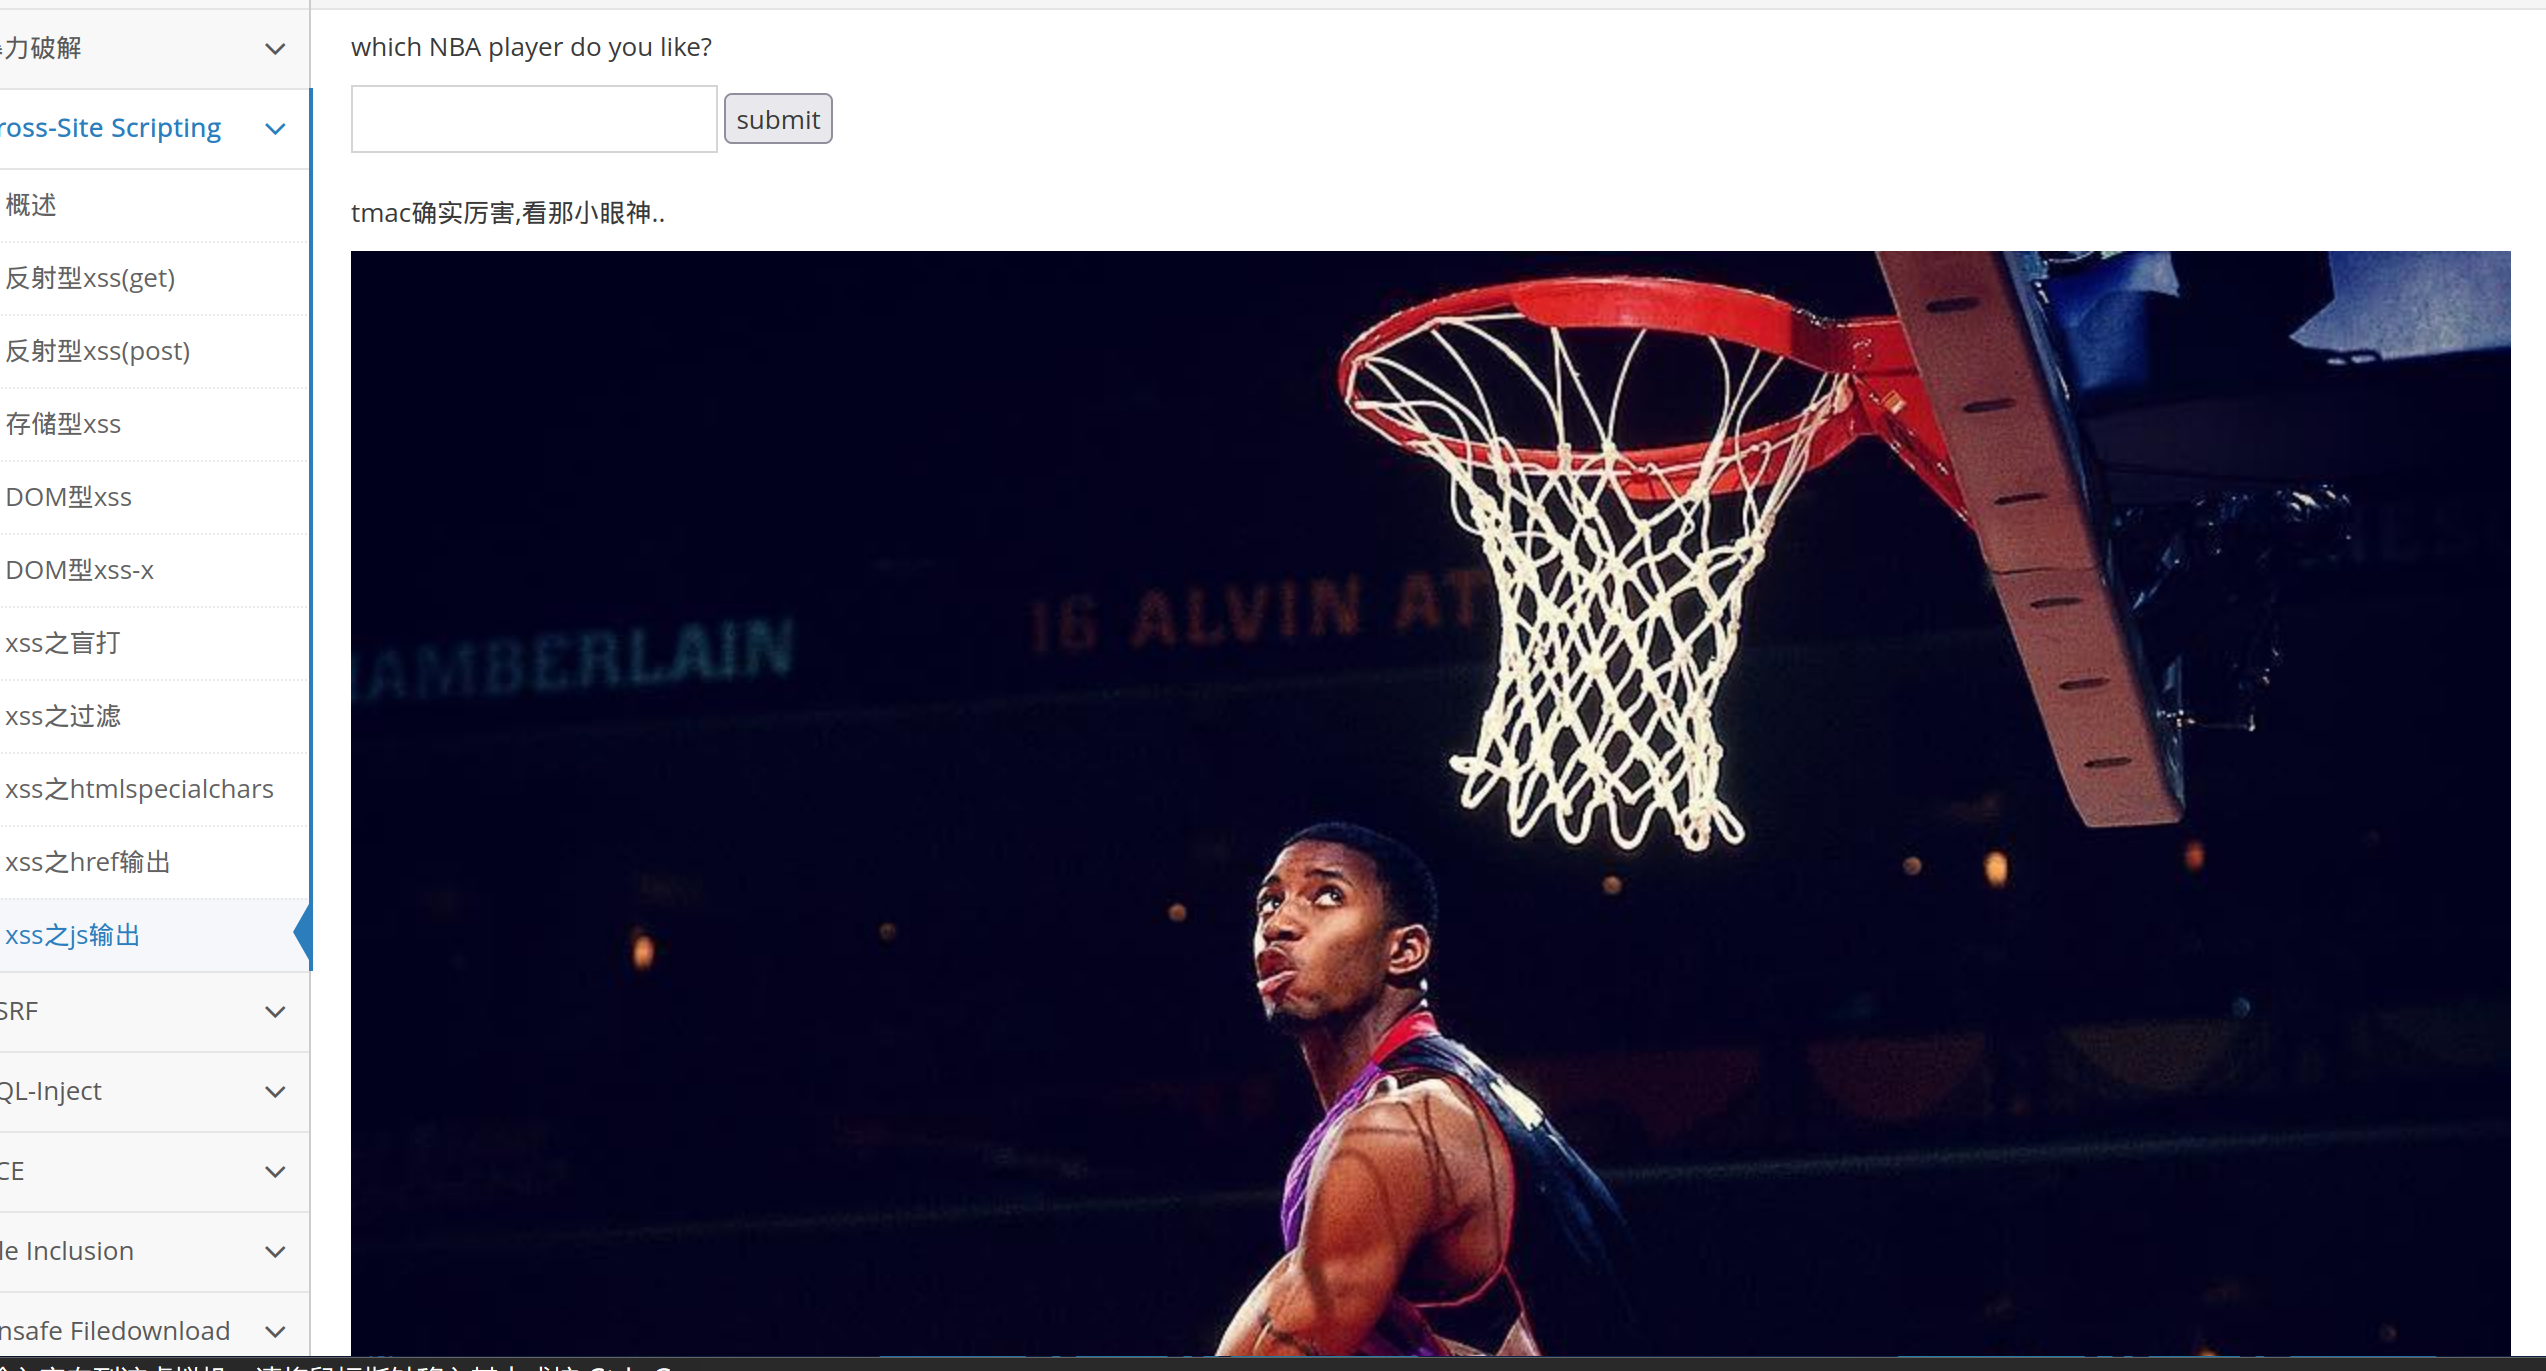 力破解
ross-Site Scripting
概述
反射型xss(get)
反射型xss(post)
存储型xss
DOM型xss
DOM型xss-x
xss之盲打
xss之过滤
xss之htmlspecialchars
xss之href输出
xss之js输出
SRF
QL-Inject
CE
le Inclusion
nsafe Filedownload
which NBA player do you like?
submit
tmac确实厉害,看那小眼神..
AMBERLAIN
16 ALVIN AT